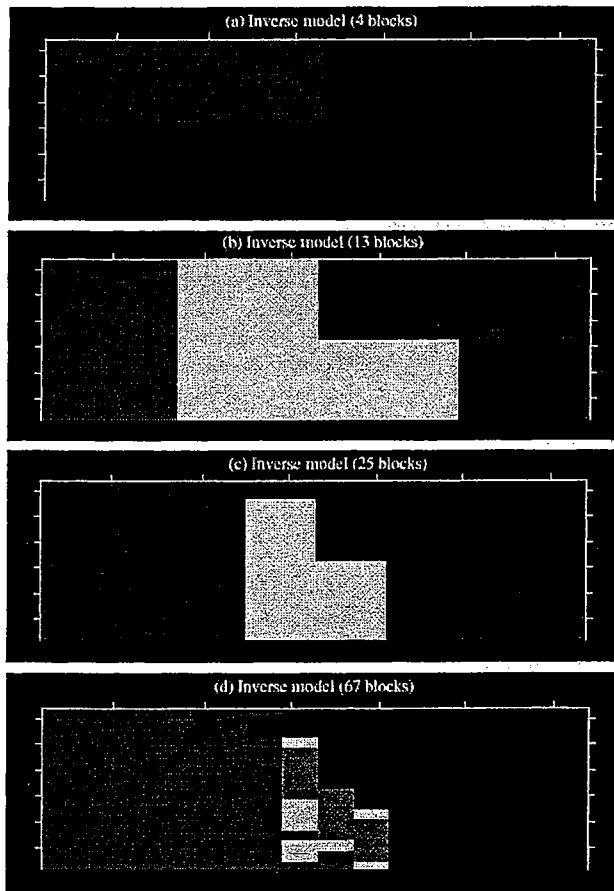 (a) Inverse model (4 blocks)
(b) Inverse model (13 blocks)
(c) Inverse model (25 blocks)
(d) Inverse model (67 blocks)